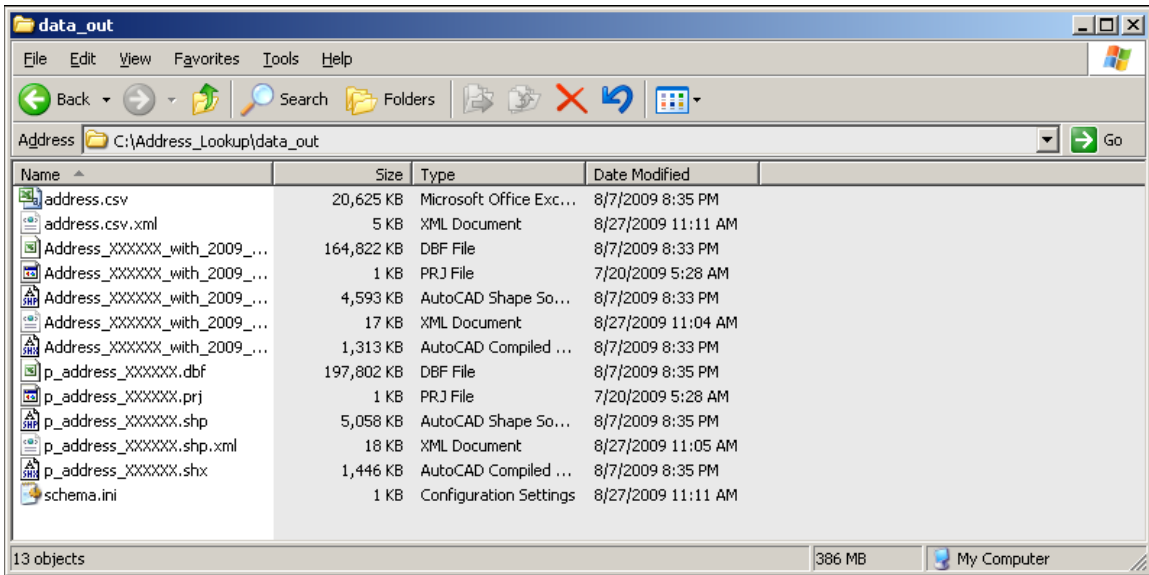 data_out
File Edit View Favorites Tools Help
Back Search Folders
Address C:\Address_Lookup\data_out Go
Name Size Type Date Modified
address.csv 20,625 KB Microsoft Office Exc... 8/7/2009 8:35 PM
address.csv.xml 5 KB XML Document 8/27/2009 11:11 AM
Address_XXXXXX_with_2009_... 164,822 KB DBF File 8/7/2009 8:33 PM
Address_XXXXXX_with_2009_... 1 KB PRJ File 7/20/2009 5:28 AM
Address_XXXXXX_with_2009_... 4,593 KB AutoCAD Shape So... 8/7/2009 8:33 PM
Address_XXXXXX_with_2009_... 17 KB XML Document 8/27/2009 11:04 AM
Address_XXXXXX_with_2009_... 1,313 KB AutoCAD Compiled ... 8/7/2009 8:33 PM
p_address_XXXXXX.dbf 197,802 KB DBF File 8/7/2009 8:35 PM
p_address_XXXXXX.prj 1 KB PRJ File 7/20/2009 5:28 AM
p_address_XXXXXX.shp 5,058 KB AutoCAD Shape So... 8/7/2009 8:35 PM
p_address_XXXXXX.shp.xml 18 KB XML Document 8/27/2009 11:05 AM
p_address_XXXXXX.shx 1,446 KB AutoCAD Compiled ... 8/7/2009 8:35 PM
schema.ini 1 KB Configuration Settings 8/27/2009 11:11 AM
13 objects 386 MB My Computer